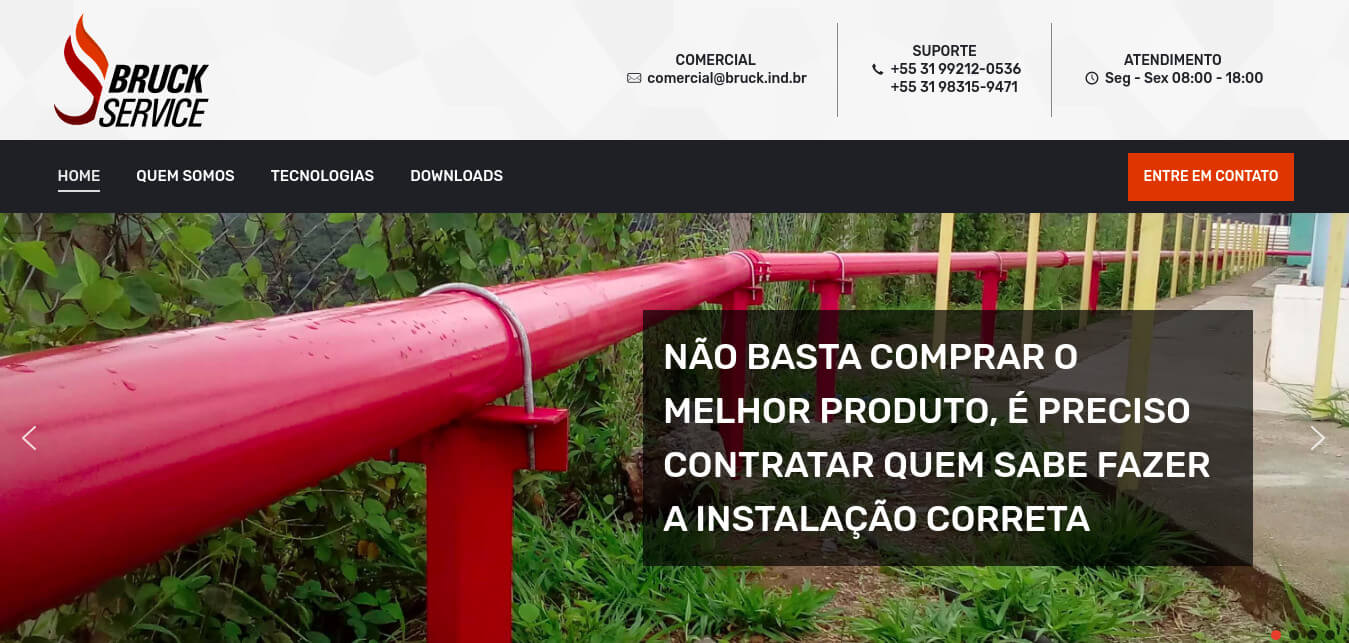 BRUCK
SERVICE
COMERCIAL
comercial@bruck.ind.br
SUPORTE
+55 31 99212-0536
+55 31 98315-9471
ATENDIMENTO
Seg - Sex 08:00 - 18:00
HOME
QUEM SOMOS
TECNOLOGIAS
DOWNLOADS
ENTRE EM CONTATO
NÃO BASTA COMPRAR O
MELHOR PRODUTO, É PRECISO
CONTRATAR QUEM SABE FAZER
A INSTALAÇÃO CORRETA